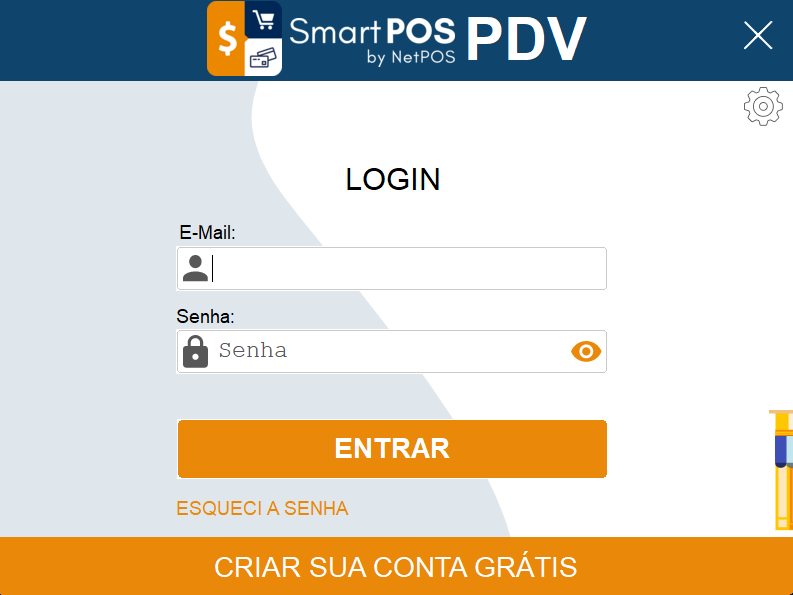 $
SmartPOS PDV
by NetPOS
LOGIN
E-Mail:
Senha:
Senha
ENTRAR
ESQUECI A SENHA
CRIAR SUA CONTA GRÁTIS